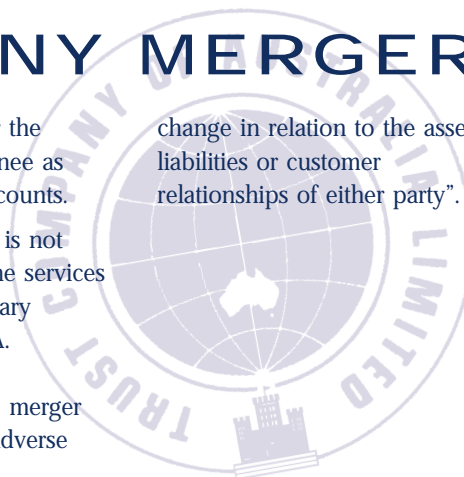 NY MERGER
the
nee as
counts.
is not
ne services
ary
A.
merger
dverse
change in relation to the asse
liabilities or customer
relationships of either party".
TRUST COMPANY OF AUSTRALIA LIMITED